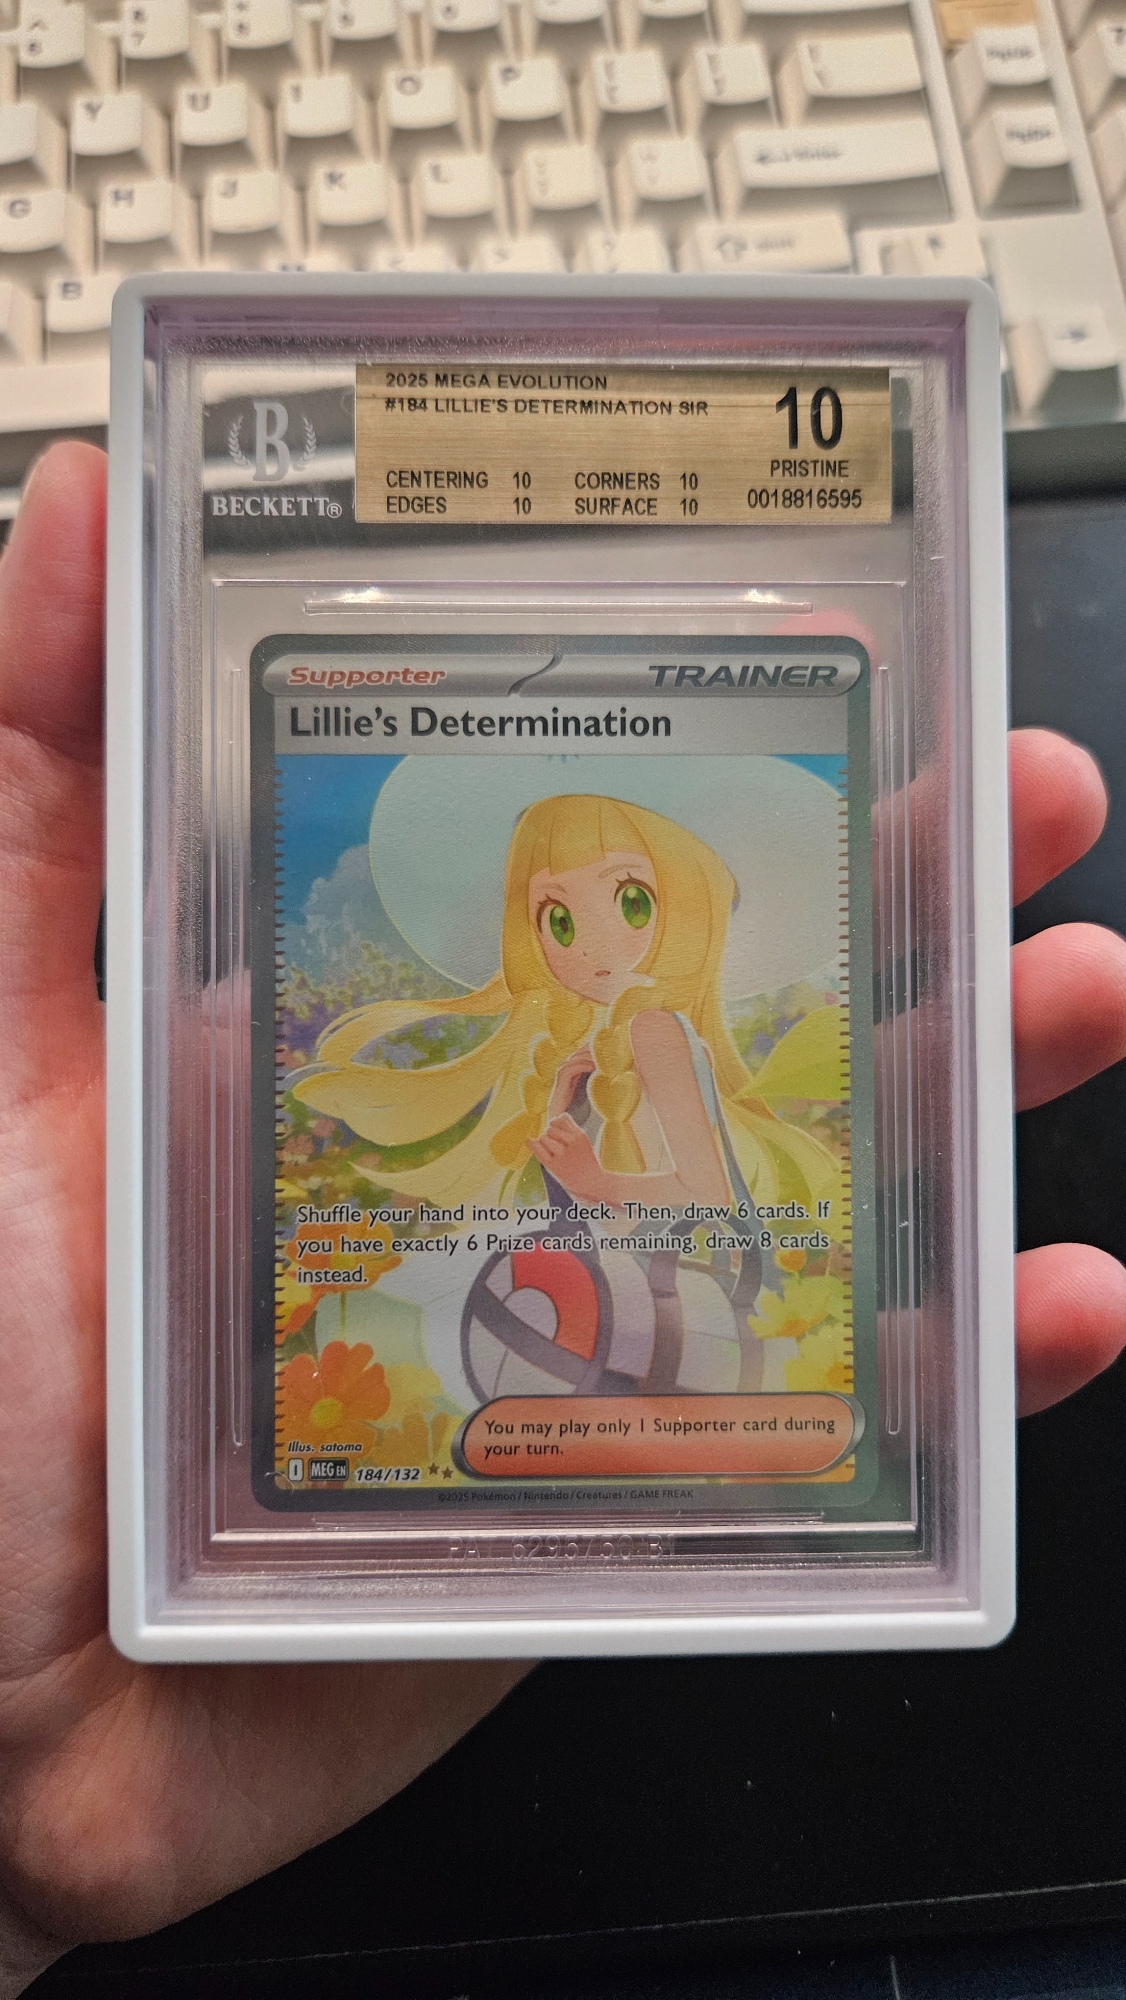 Y U I O P
G H J K L
B
2025 MEGA EVOLUTION
#184 LILLIE'S DETERMINATION SIR
10
PRISTINE
CENTERING 10 CORNERS 10
EDGES 10 SURFACE 10
0018816595
B
BECKETT®
Supporter TRAINER
Lillie's Determination
Shuffle your hand into your deck. Then, draw 6 cards. If
you have exactly 6 Prize cards remaining, draw 8 cards
instead.
You may play only 1 Supporter card during
your turn.
Illus. satoma
I MEG EN 184/132
©2025 Pokémon / Nintendo / Creatures / GAME FREAK